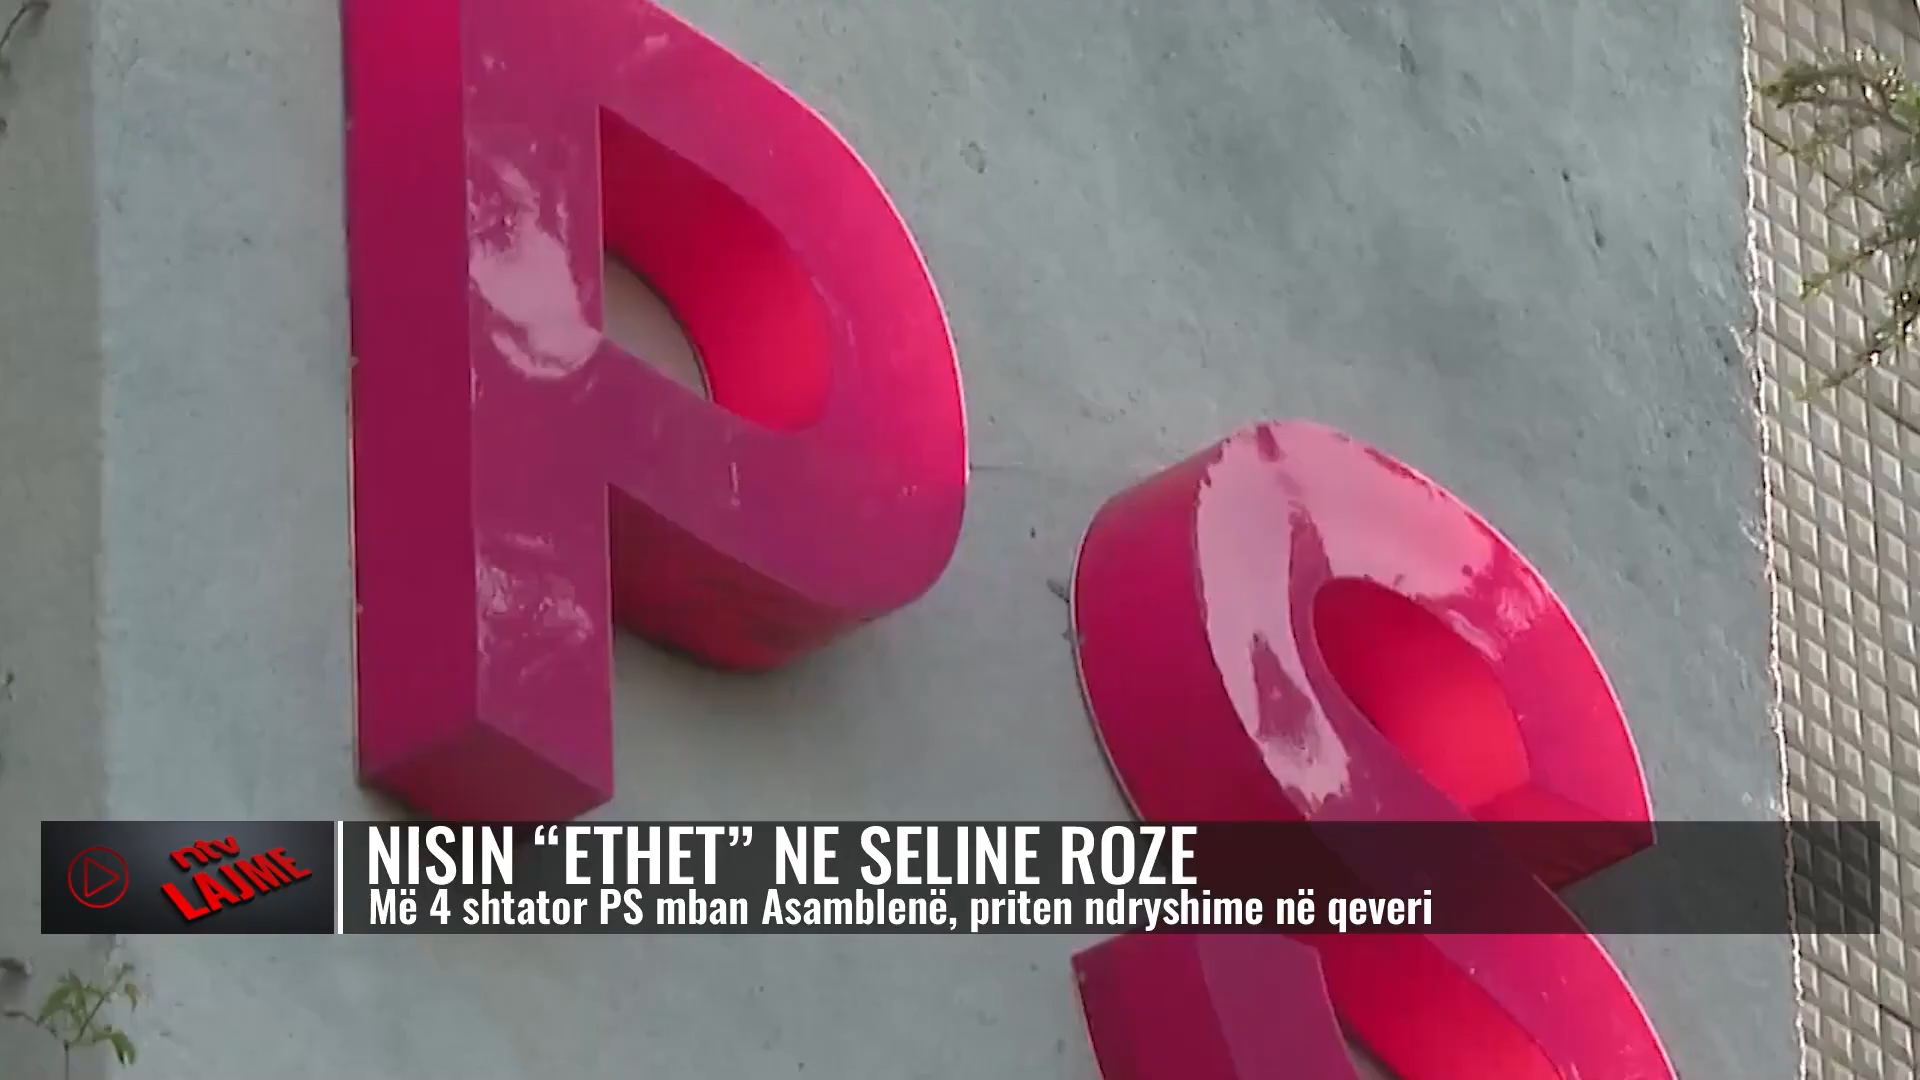 PS
ntv
LAJME
NISIN “ETHET” NE SELINE ROZE
Më 4 shtator PS mban Asamblenë, priten ndryshime në qeveri